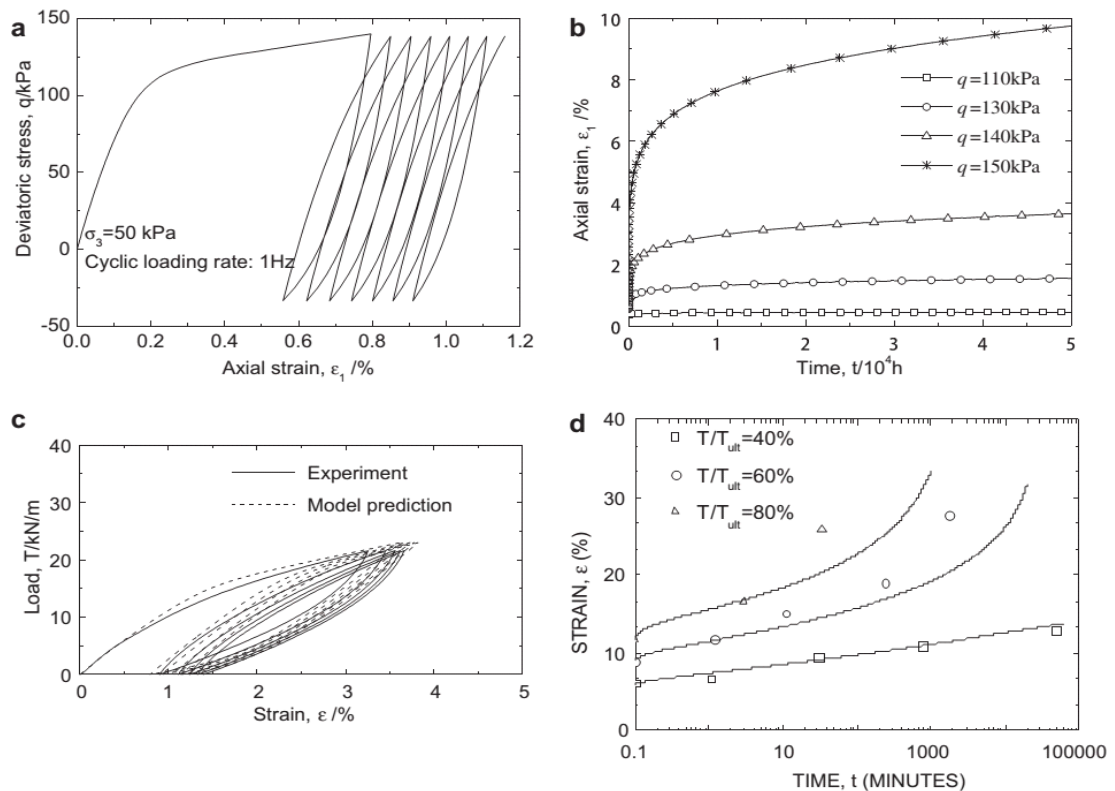 a
150
100
50
0
-50
Deviatoric stress, q/kPa
σ3=50 kPa
Cyclic loading rate: 1Hz
0.0 0.2 0.4 0.6 0.8 1.0 1.2
Axial strain, ε1 /%
b
10
8
6
4
2
0
Axial strain, ε1 /%
q=110kPa
q=130kPa
q=140kPa
q=150kPa
0 1 2 3 4 5
Time, t/10⁴h
c
40
30
20
10
0
Load, T/kN/m
Experiment
Model prediction
0 1 2 3 4 5
Strain, ε /%
d
40
30
20
10
0
STRAIN, ε (%)
T/Tult=40%
T/Tult=60%
T/Tult=80%
0.1 10 1000 100000
TIME, t (MINUTES)